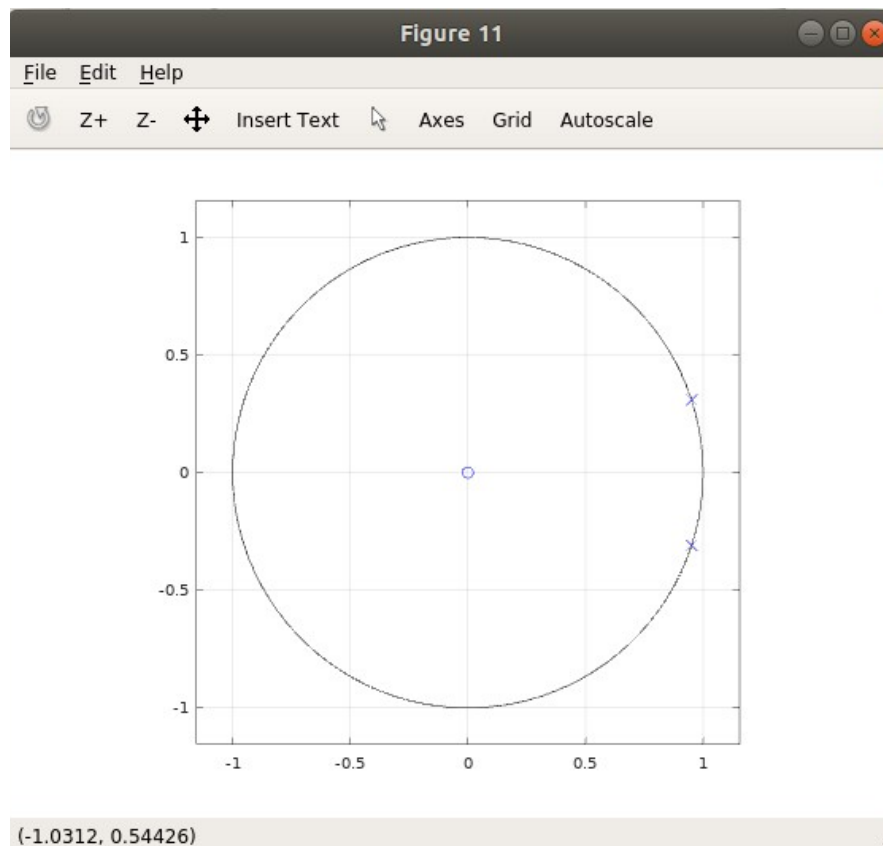 Figure 11
File Edit Help
Z+ Z- Insert Text Axes Grid Autoscale
1
0.5
0
-0.5
-1
-1 -0.5 0 0.5 1
(-1.0312, 0.54426)